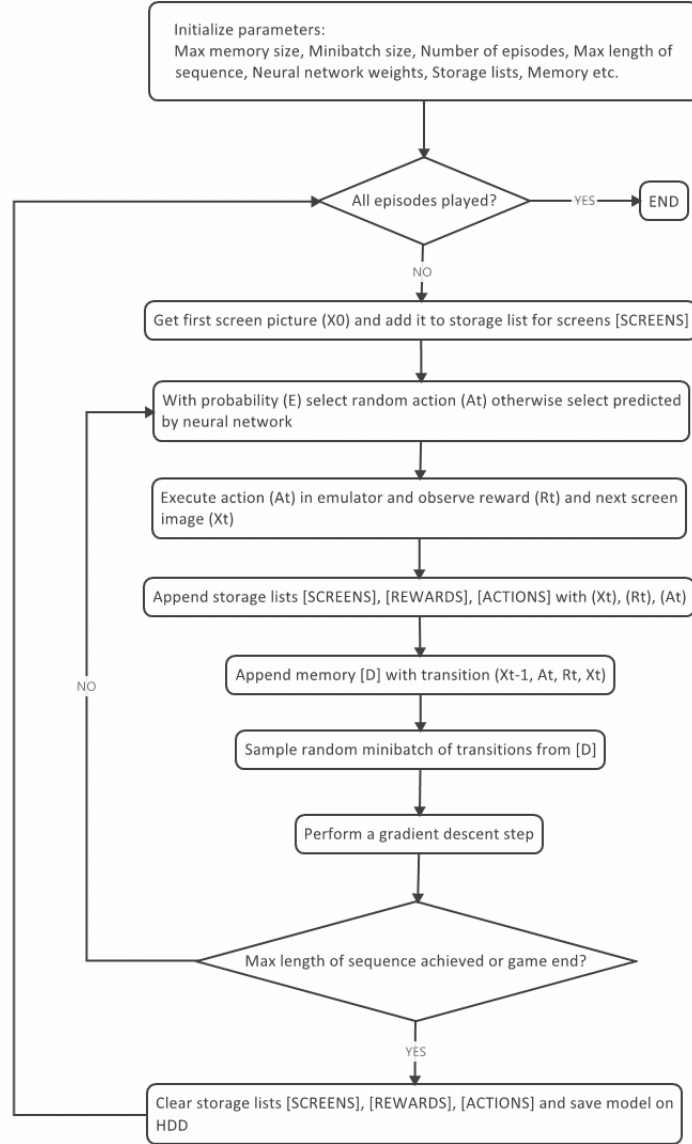 Initialize parameters:
Max memory size, Minibatch size, Number of episodes, Max length of
sequence, Neural network weights, Storage lists, Memory etc.
All episodes played?
YES
END
NO
Get first screen picture (X0) and add it to storage list for screens [SCREENS]
With probability (E) select random action (At) otherwise select predicted
by neural network
Execute action (At) in emulator and observe reward (Rt) and next screen
image (Xt)
Append storage lists [SCREENS], [REWARDS], [ACTIONS] with (Xt), (Rt), (At)
Append memory [D] with transition (Xt-1, At, Rt, Xt)
NO
Sample random minibatch of transitions from [D]
Perform a gradient descent step
Max length of sequence achieved or game end?
YES
Clear storage lists [SCREENS], [REWARDS], [ACTIONS] and save model on
HDD